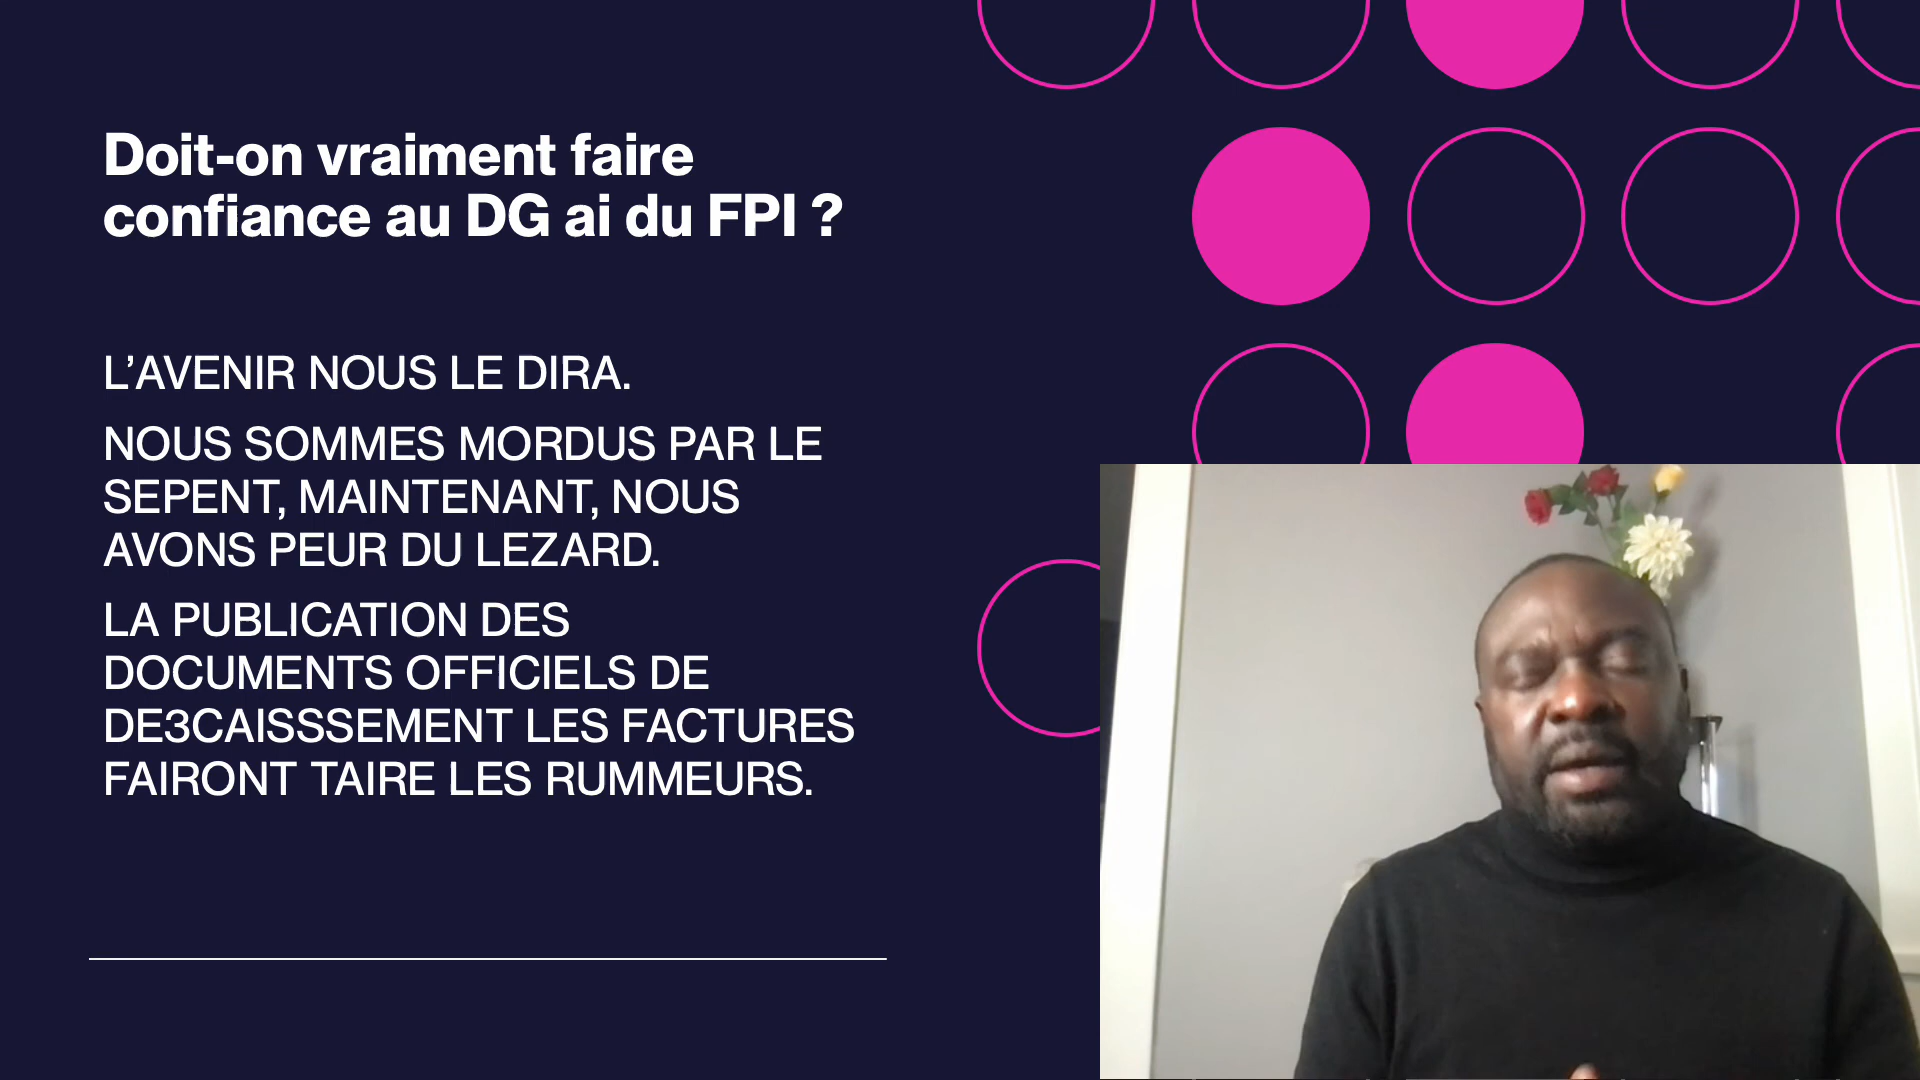 Doit-on vraiment faire
confiance au DG ai du FPI ?
L’AVENIR NOUS LE DIRA.
NOUS SOMMES MORDUS PAR LE
SEPENT, MAINTENANT, NOUS
AVONS PEUR DU LEZARD.
LA PUBLICATION DES
DOCUMENTS OFFICIELS DE
DE3CAISSSEMENT LES FACTURES
FAIRONT TAIRE LES RUMMEURS.